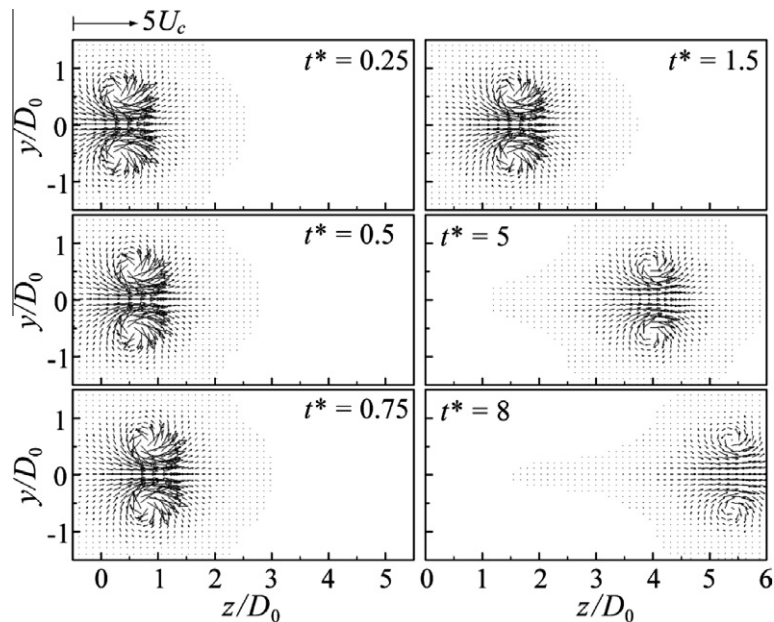 5U_c
t* = 0.25
t* = 1.5
y/D_0
1
0
-1
t* = 0.5
t* = 5
y/D_0
1
0
-1
t* = 0.75
t* = 8
y/D_0
1
0
-1
0 1 2 3 4 5
0 1 2 3 4 5 6
z/D_0
z/D_0